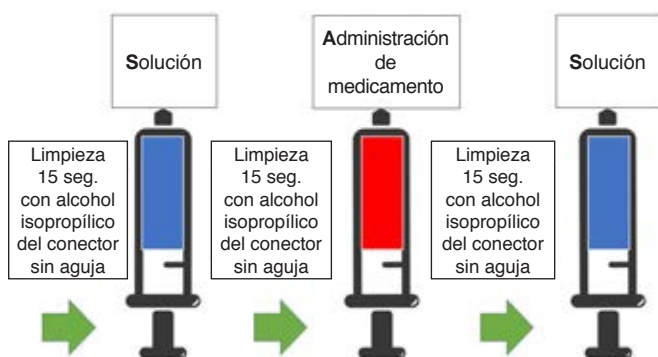 Solución
Administración
de
medicamento
Solución
Limpieza
15 seg.
con alcohol
isopropílico
del conector
sin aguja
Limpieza
15 seg.
con alcohol
isopropílico
del conector
sin aguja
Limpieza
15 seg.
con alcohol
isopropílico
del conector
sin aguja